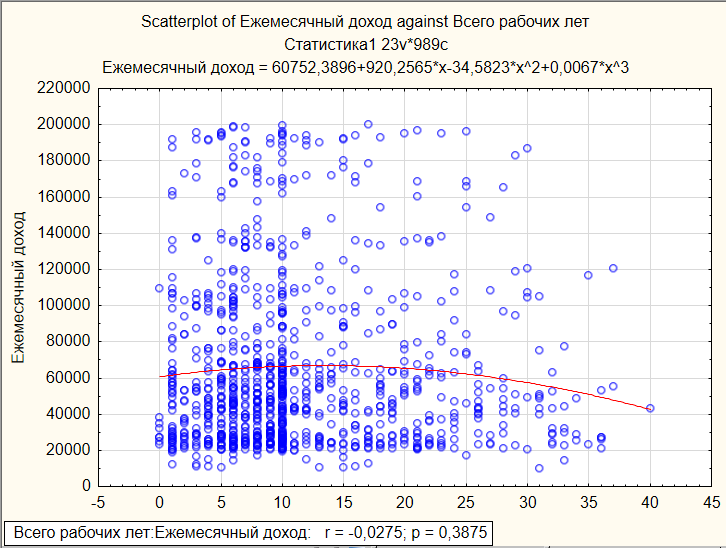 Scatterplot of Ежемесячный доход against Всего рабочих лет
Статистика1 23v*989c
Ежемесячный доход = 60752,3896+920,2565*x-34,5823*x^2+0,0067*x^3
220000
200000
180000
160000
140000
120000
100000
80000
60000
40000
20000
0
Ежемесячный доход
-5 0 5 10 15 20 25 30 35 40 45
Всего рабочих лет:Ежемесячный доход: r = -0,0275; p = 0,3875